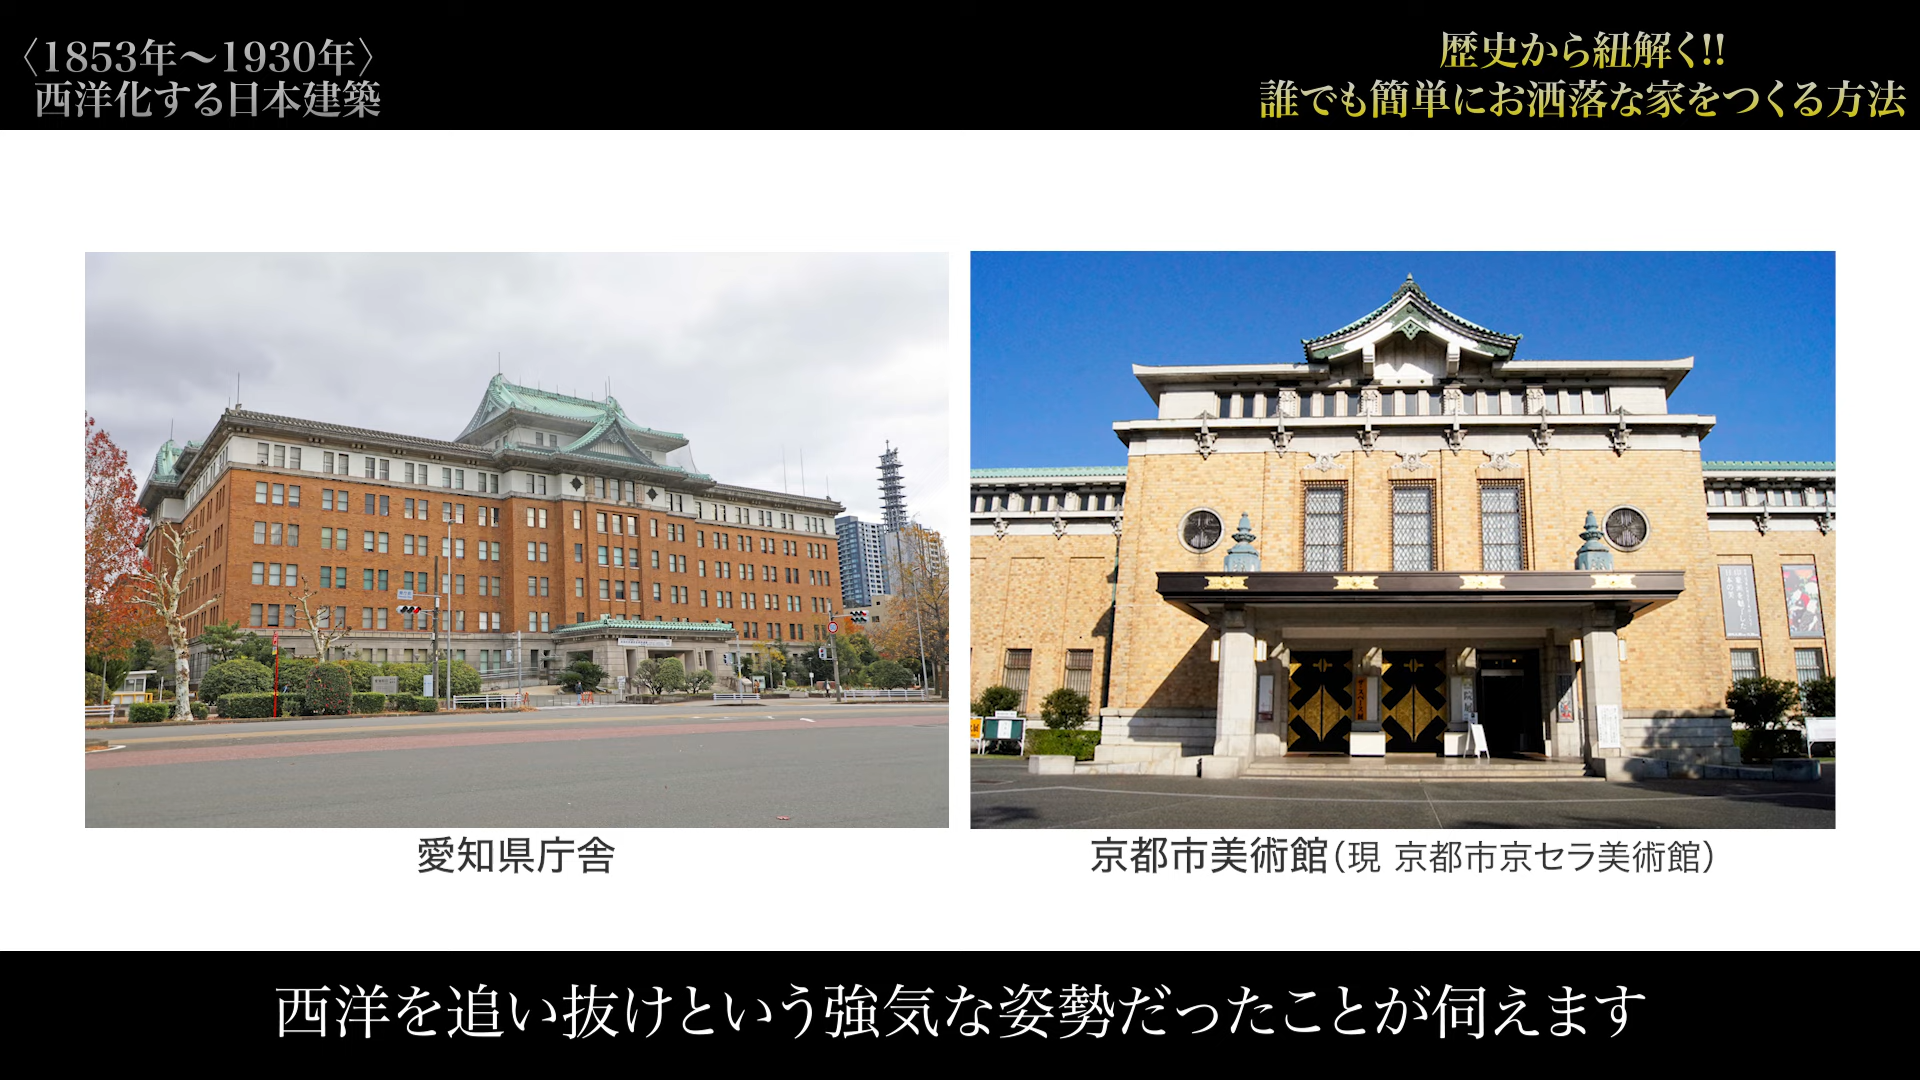 〈1853年～1930年〉
西洋化する日本建築
歴史から紐解く!!
誰でも簡単にお洒落な家をつくる方法
愛知県庁舎
京都市美術館（現 京都市京セラ美術館）
西洋を追い抜けという強気な姿勢だったことが伺えます